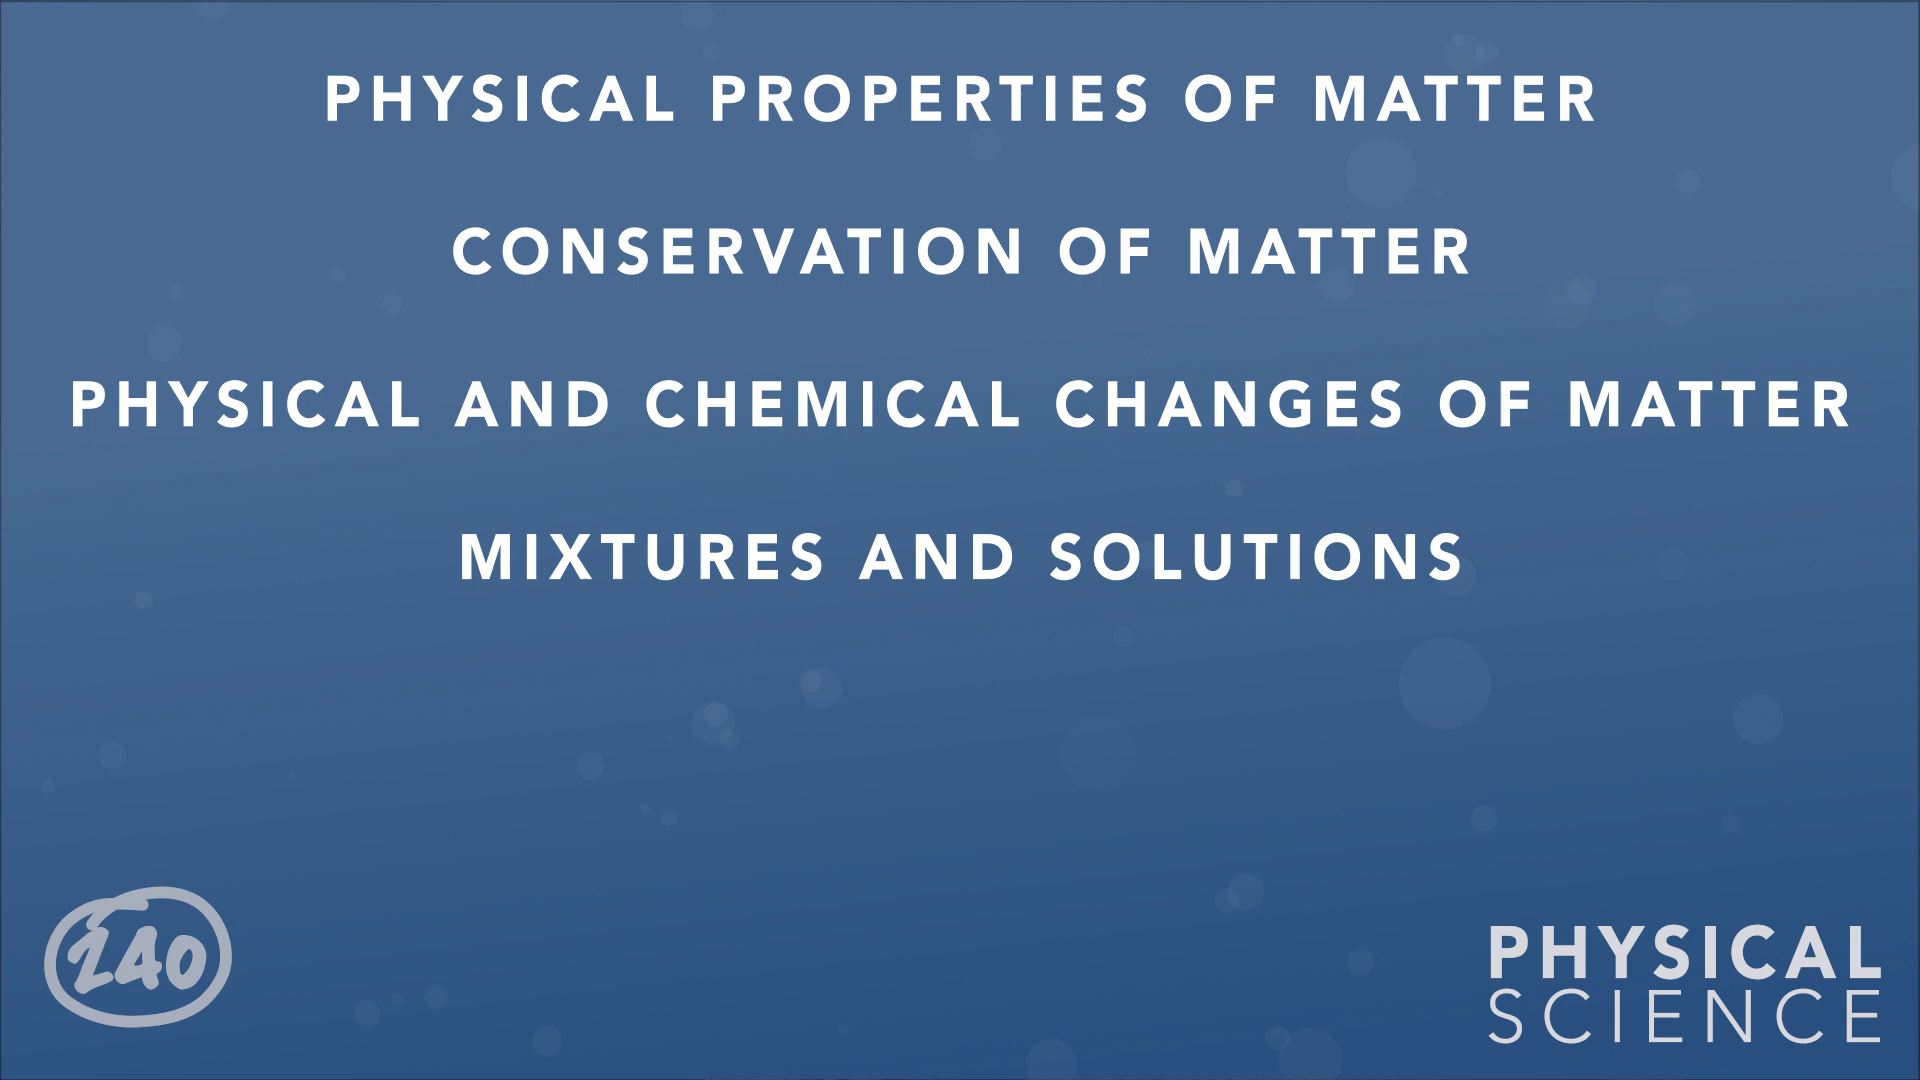 PHYSICAL PROPERTIES OF MATTER
CONSERVATION OF MATTER
PHYSICAL AND CHEMICAL CHANGES OF MATTER
MIXTURES AND SOLUTIONS
240
PHYSICAL
SCIENCE